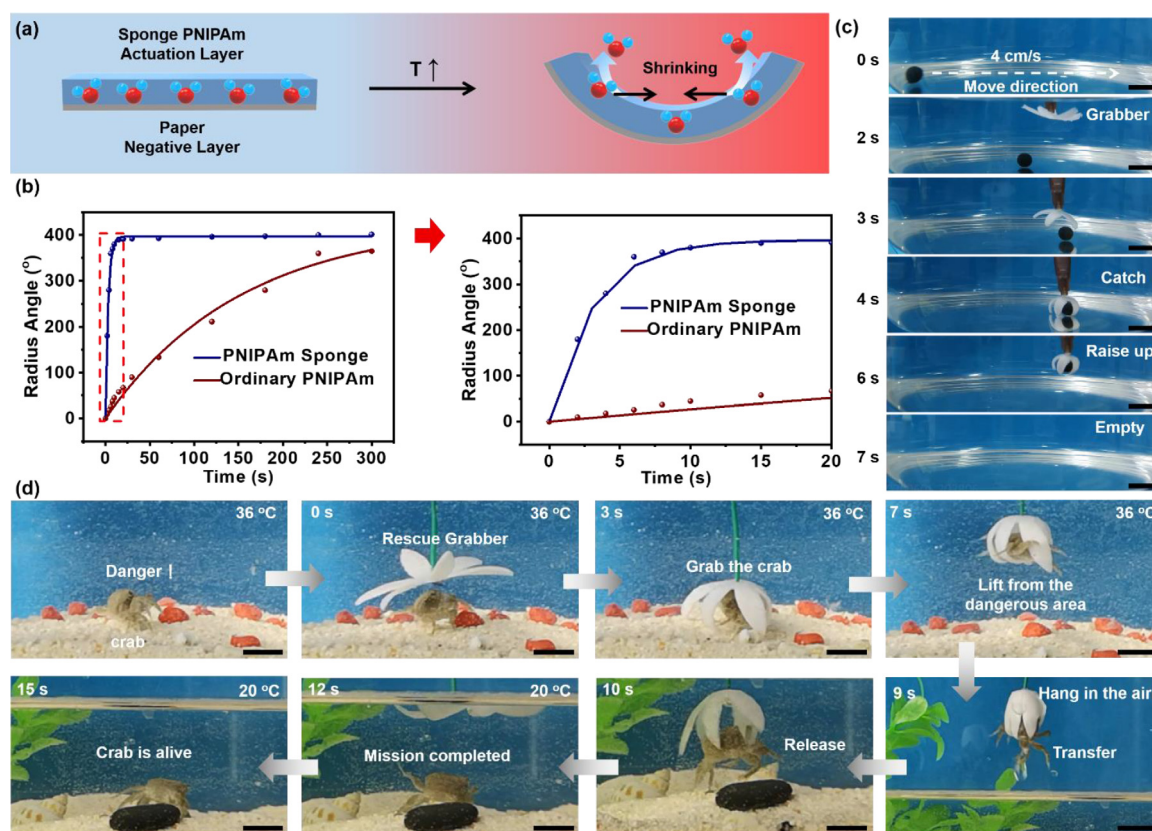 (a)
Sponge PNIPAm
Actuation Layer
Paper
Negative Layer
T ↑
Shrinking
(b)
Radius Angle (°)
400
300
200
100
0
0 50 100 150 200 250 300
Time (s)
PNIPAm Sponge
Ordinary PNIPAm
Radius Angle (°)
400
300
200
100
0
0 5 10 15 20
Time (s)
PNIPAm Sponge
Ordinary PNIPAm
(c)
0 s
4 cm/s
Move direction
2 s
Grabber
3 s
4 s
Catch
6 s
Raise up
7 s
Empty
(d)
36 °C
Danger !
crab
0 s 36 °C
Rescue Grabber
3 s 36 °C
Grab the crab
7 s 36 °C
Lift from the
dangerous area
9 s
Hang in the air
Transfer
10 s
Release
12 s 20 °C
Mission completed
15 s 20 °C
Crab is alive